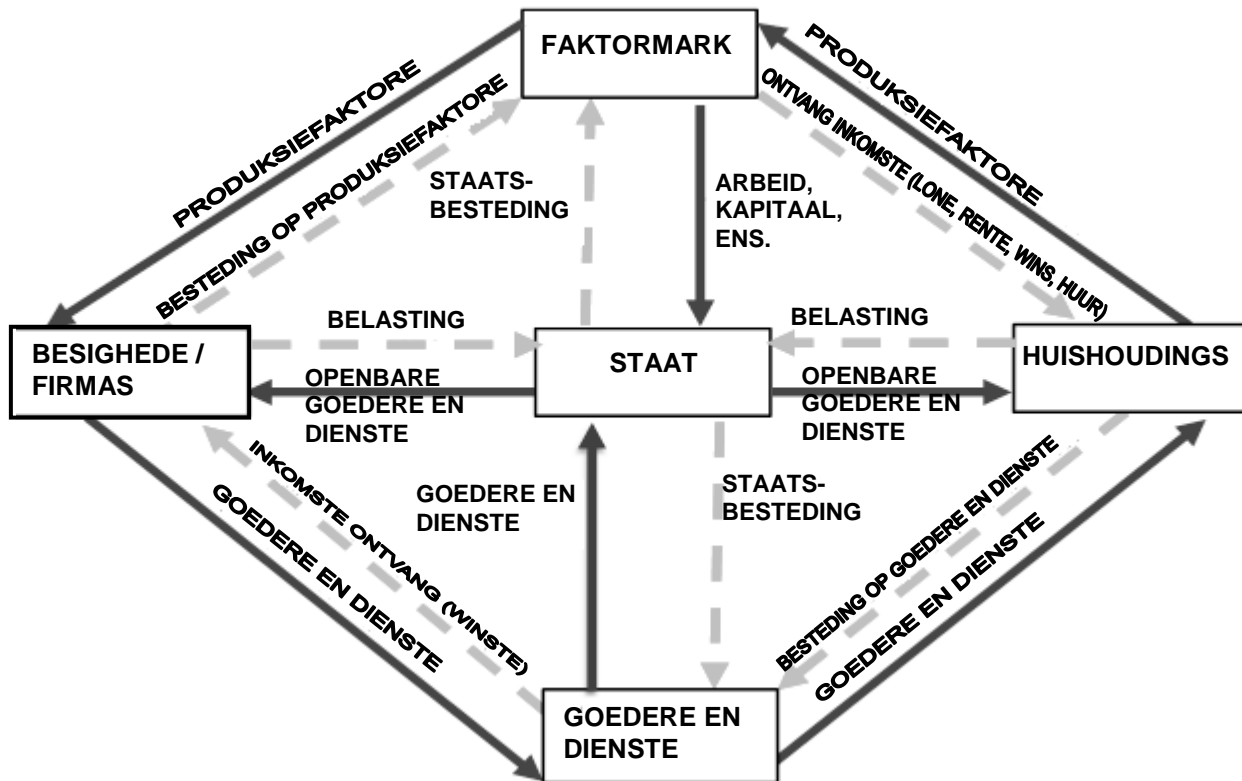 FAKTORMARK
PRODUKSIEFAKTORE
BESTEDING OP PRODUKSIEFAKTORE
ONTVANG INKOMSTE (LONE, RENTE, WINS, HUUR)
PRODUKSIEFAKTORE
STAATS-
BESTEDING
ARBEID,
KAPITAAL,
ENS.
BELASTING
BELASTING
BESIGHEDE /
FIRMAS
STAAT
HUISHOUDINGS
OPENBARE
GOEDERE EN
DIENSTE
OPENBARE
GOEDERE EN
DIENSTE
INKOMSTE ONTVANG (WINSTE)
GOEDERE EN DIENSTE
GOEDERE EN
DIENSTE
STAATS-
BESTEDING
BESTEDING OP GOEDERE EN DIENSTE
GOEDERE EN DIENSTE
GOEDERE EN
DIENSTE